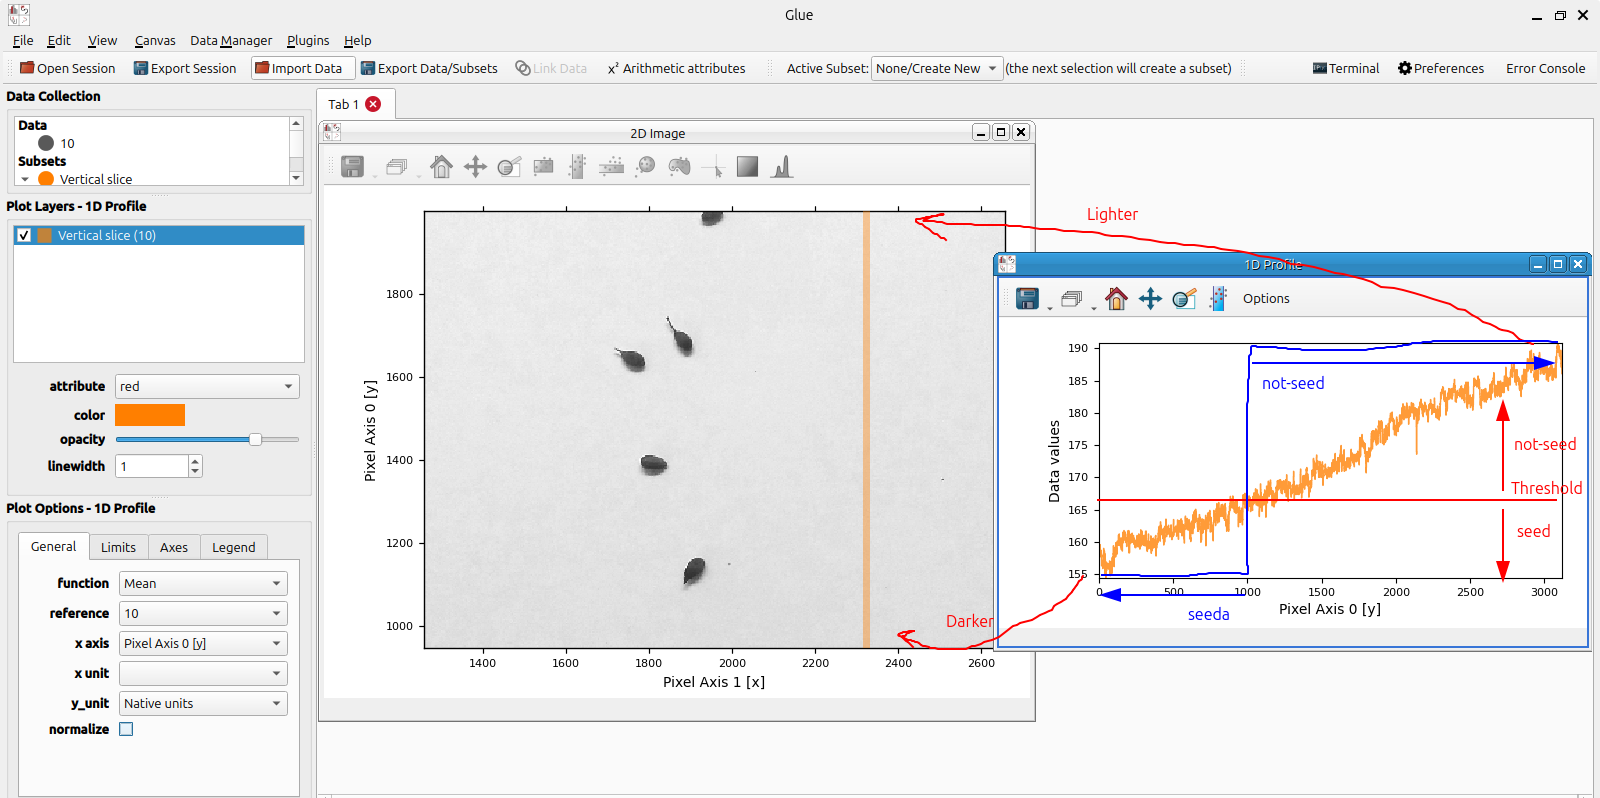 Glue
File Edit View Canvas Data Manager Plugins Help
Open Session Export Session Import Data Export Data/Subsets Link Data x² Arithmetic attributes Active Subset: None/Create New (the next selection will create a subset) Terminal Preferences Error Console
Data Collection
Data
10
Subsets
Vertical slice
Plot Layers - 1D Profile
Vertical slice (10)
attribute red
color
opacity
linewidth 1
Plot Options - 1D Profile
General Limits Axes Legend
function Mean
reference 10
x axis Pixel Axis 0 [y]
x unit
y_unit Native units
normalize
Tab 1
2D Image
1800
1600
1400
1200
1000
Pixel Axis 0 [y]
1400 1600 1800 2000 2200 2400 2600
Pixel Axis 1 [x]
Lighter
Darker
1D Profile
Options
190
185
180
175
170
165
160
155
Data values
not-seed
not-seed
Threshold
seed
0 500 1000 1500 2000 2500 3000
Pixel Axis 0 [y]
seeda